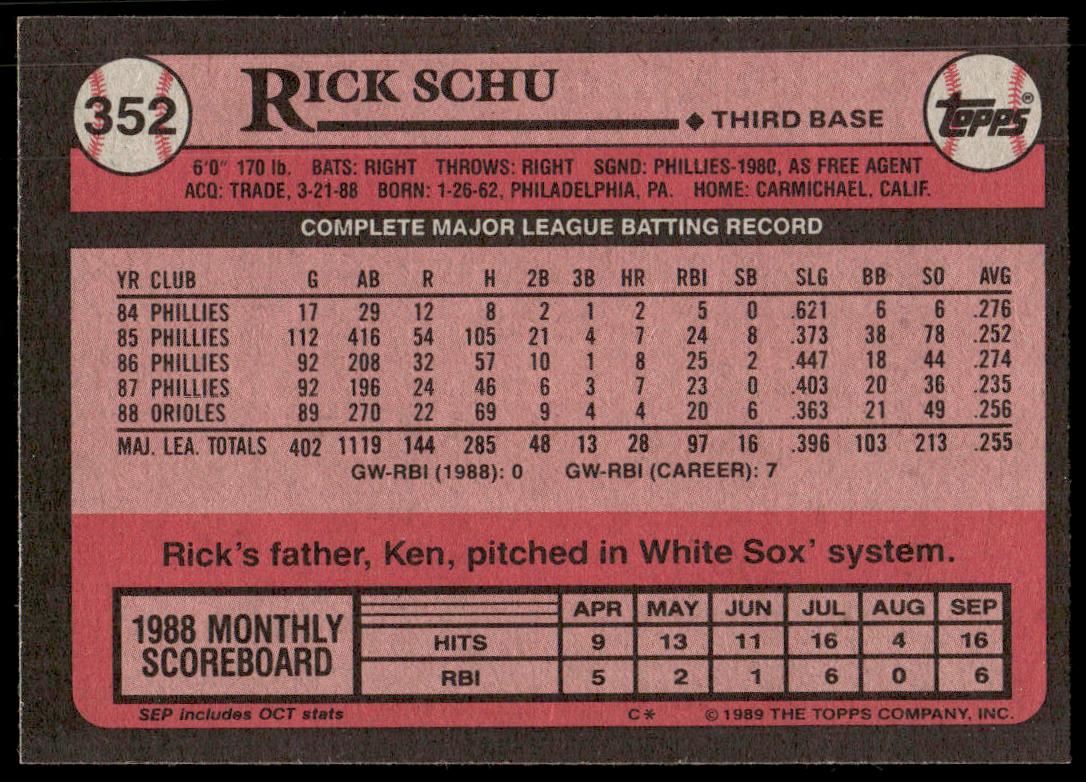 352
RICK SCHU
◆ THIRD BASE
Topps®
6'0" 170 lb. BATS: RIGHT THROWS: RIGHT SGND: PHILLIES-1980, AS FREE AGENT
ACQ: TRADE, 3-21-88 BORN: 1-26-62, PHILADELPHIA, PA. HOME: CARMICHAEL, CALIF.
COMPLETE MAJOR LEAGUE BATTING RECORD
YR CLUB G AB R H 2B 3B HR RBI SB SLG BB SO AVG
84 PHILLIES 17 29 12 8 2 1 2 5 0 .621 6 6 .276
85 PHILLIES 112 416 54 105 21 4 7 24 8 .373 38 78 .252
86 PHILLIES 92 208 32 57 10 1 8 25 2 .447 18 44 .274
87 PHILLIES 92 196 24 46 6 3 7 23 0 .403 20 36 .235
88 ORIOLES 89 270 22 69 9 4 4 20 6 .363 21 49 .256
MAJ. LEA. TOTALS 402 1119 144 285 48 13 28 97 16 .396 103 213 .255
GW-RBI (1988): 0 GW-RBI (CAREER): 7
Rick's father, Ken, pitched in White Sox' system.
1988 MONTHLY
SCOREBOARD
APR MAY JUN JUL AUG SEP
HITS 9 13 11 16 4 16
RBI 5 2 1 6 0 6
SEP includes OCT stats
C* © 1989 THE TOPPS COMPANY, INC.